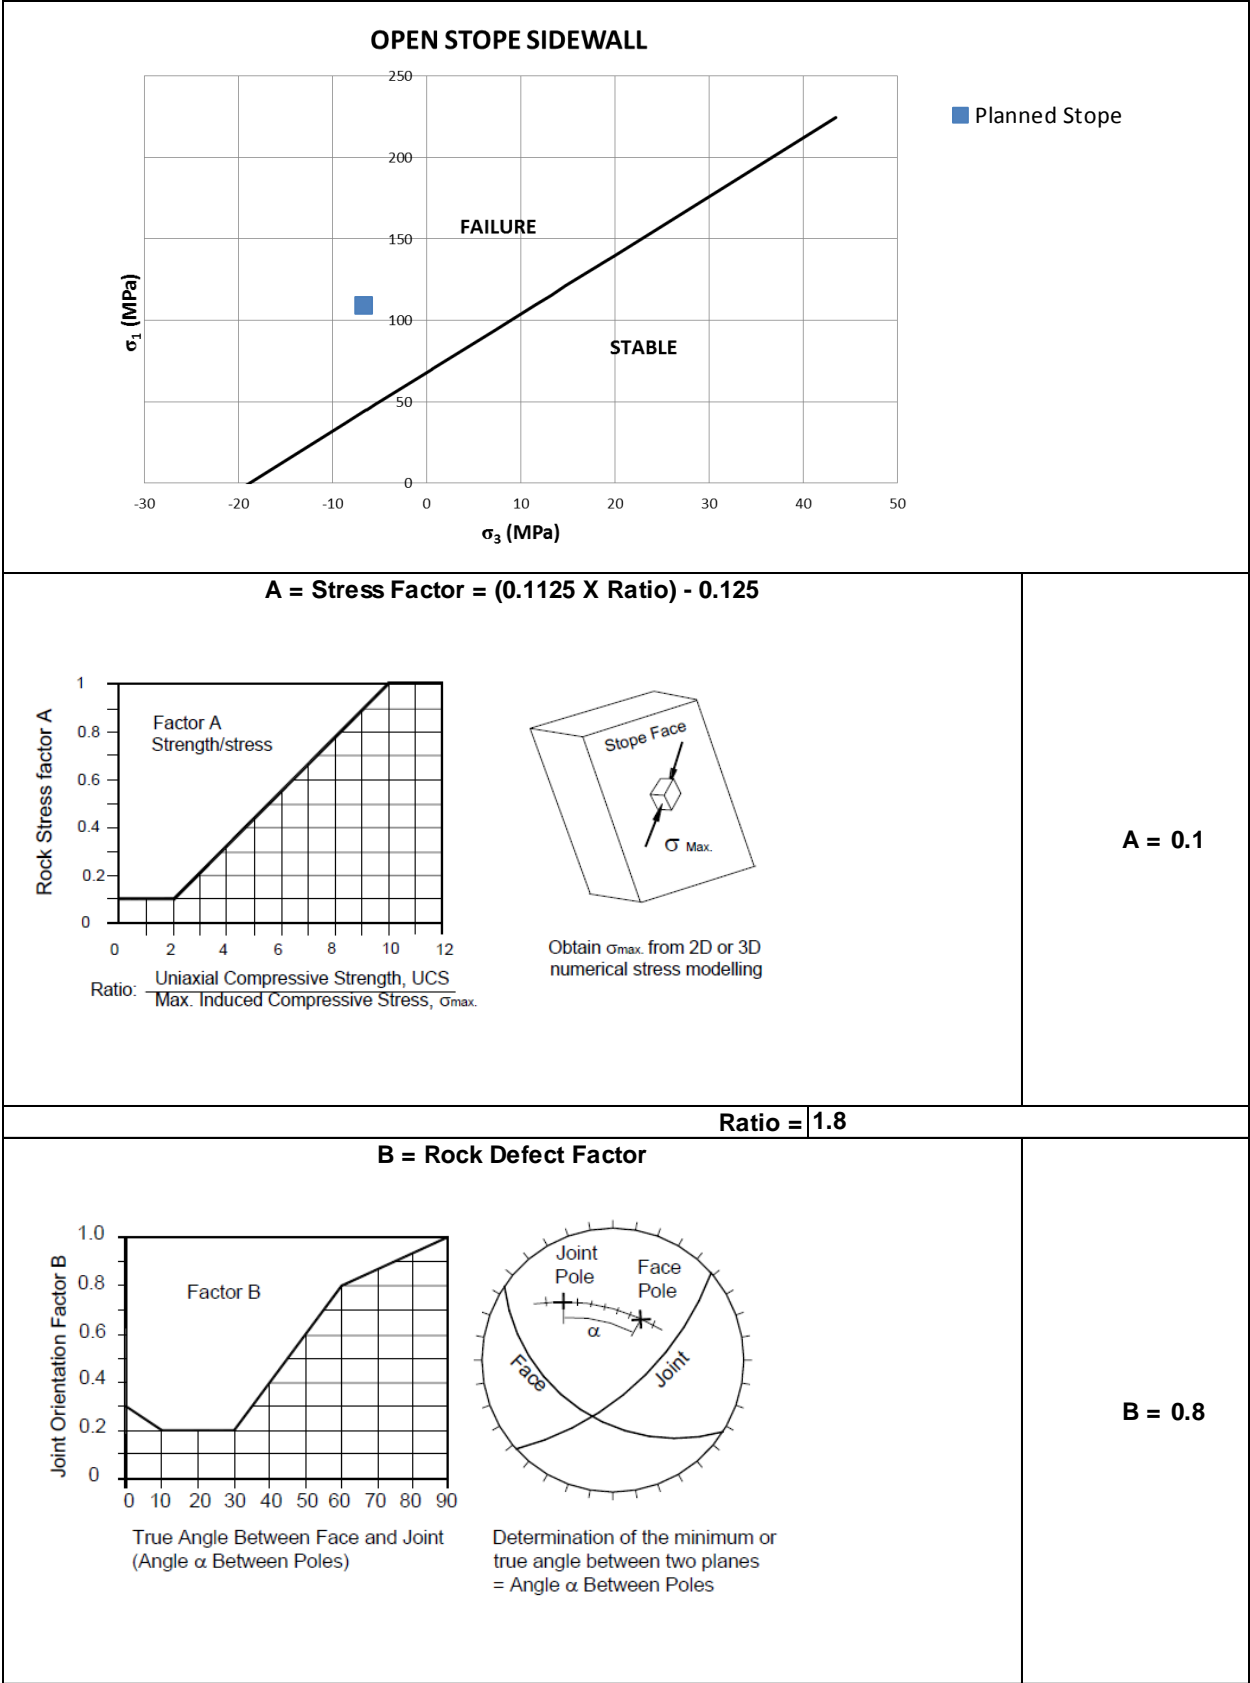 OPEN STOPE SIDEWALL
250
200
150
100
50
0
-30 -20 -10 0 10 20 30 40 50
σ1 (MPa)
σ3 (MPa)
FAILURE
STABLE
Planned Stope
A = Stress Factor = (0.1125 X Ratio) - 0.125
Rock Stress factor A
1
0.8
0.6
0.4
0.2
0
Factor A
Strength/stress
0 2 4 6 8 10 12
Ratio: Uniaxial Compressive Strength, UCS
Max. Induced Compressive Stress, σmax.
Stope Face
σ Max.
Obtain σmax. from 2D or 3D
numerical stress modelling
A = 0.1
Ratio = 1.8
B = Rock Defect Factor
Joint Orientation Factor B
1.0
0.8
0.6
0.4
0.2
0
Factor B
0 10 20 30 40 50 60 70 80 90
True Angle Between Face and Joint
(Angle α Between Poles)
Joint
Pole
Face
Pole
α
Face
Joint
Determination of the minimum or
true angle between two planes
= Angle α Between Poles
B = 0.8